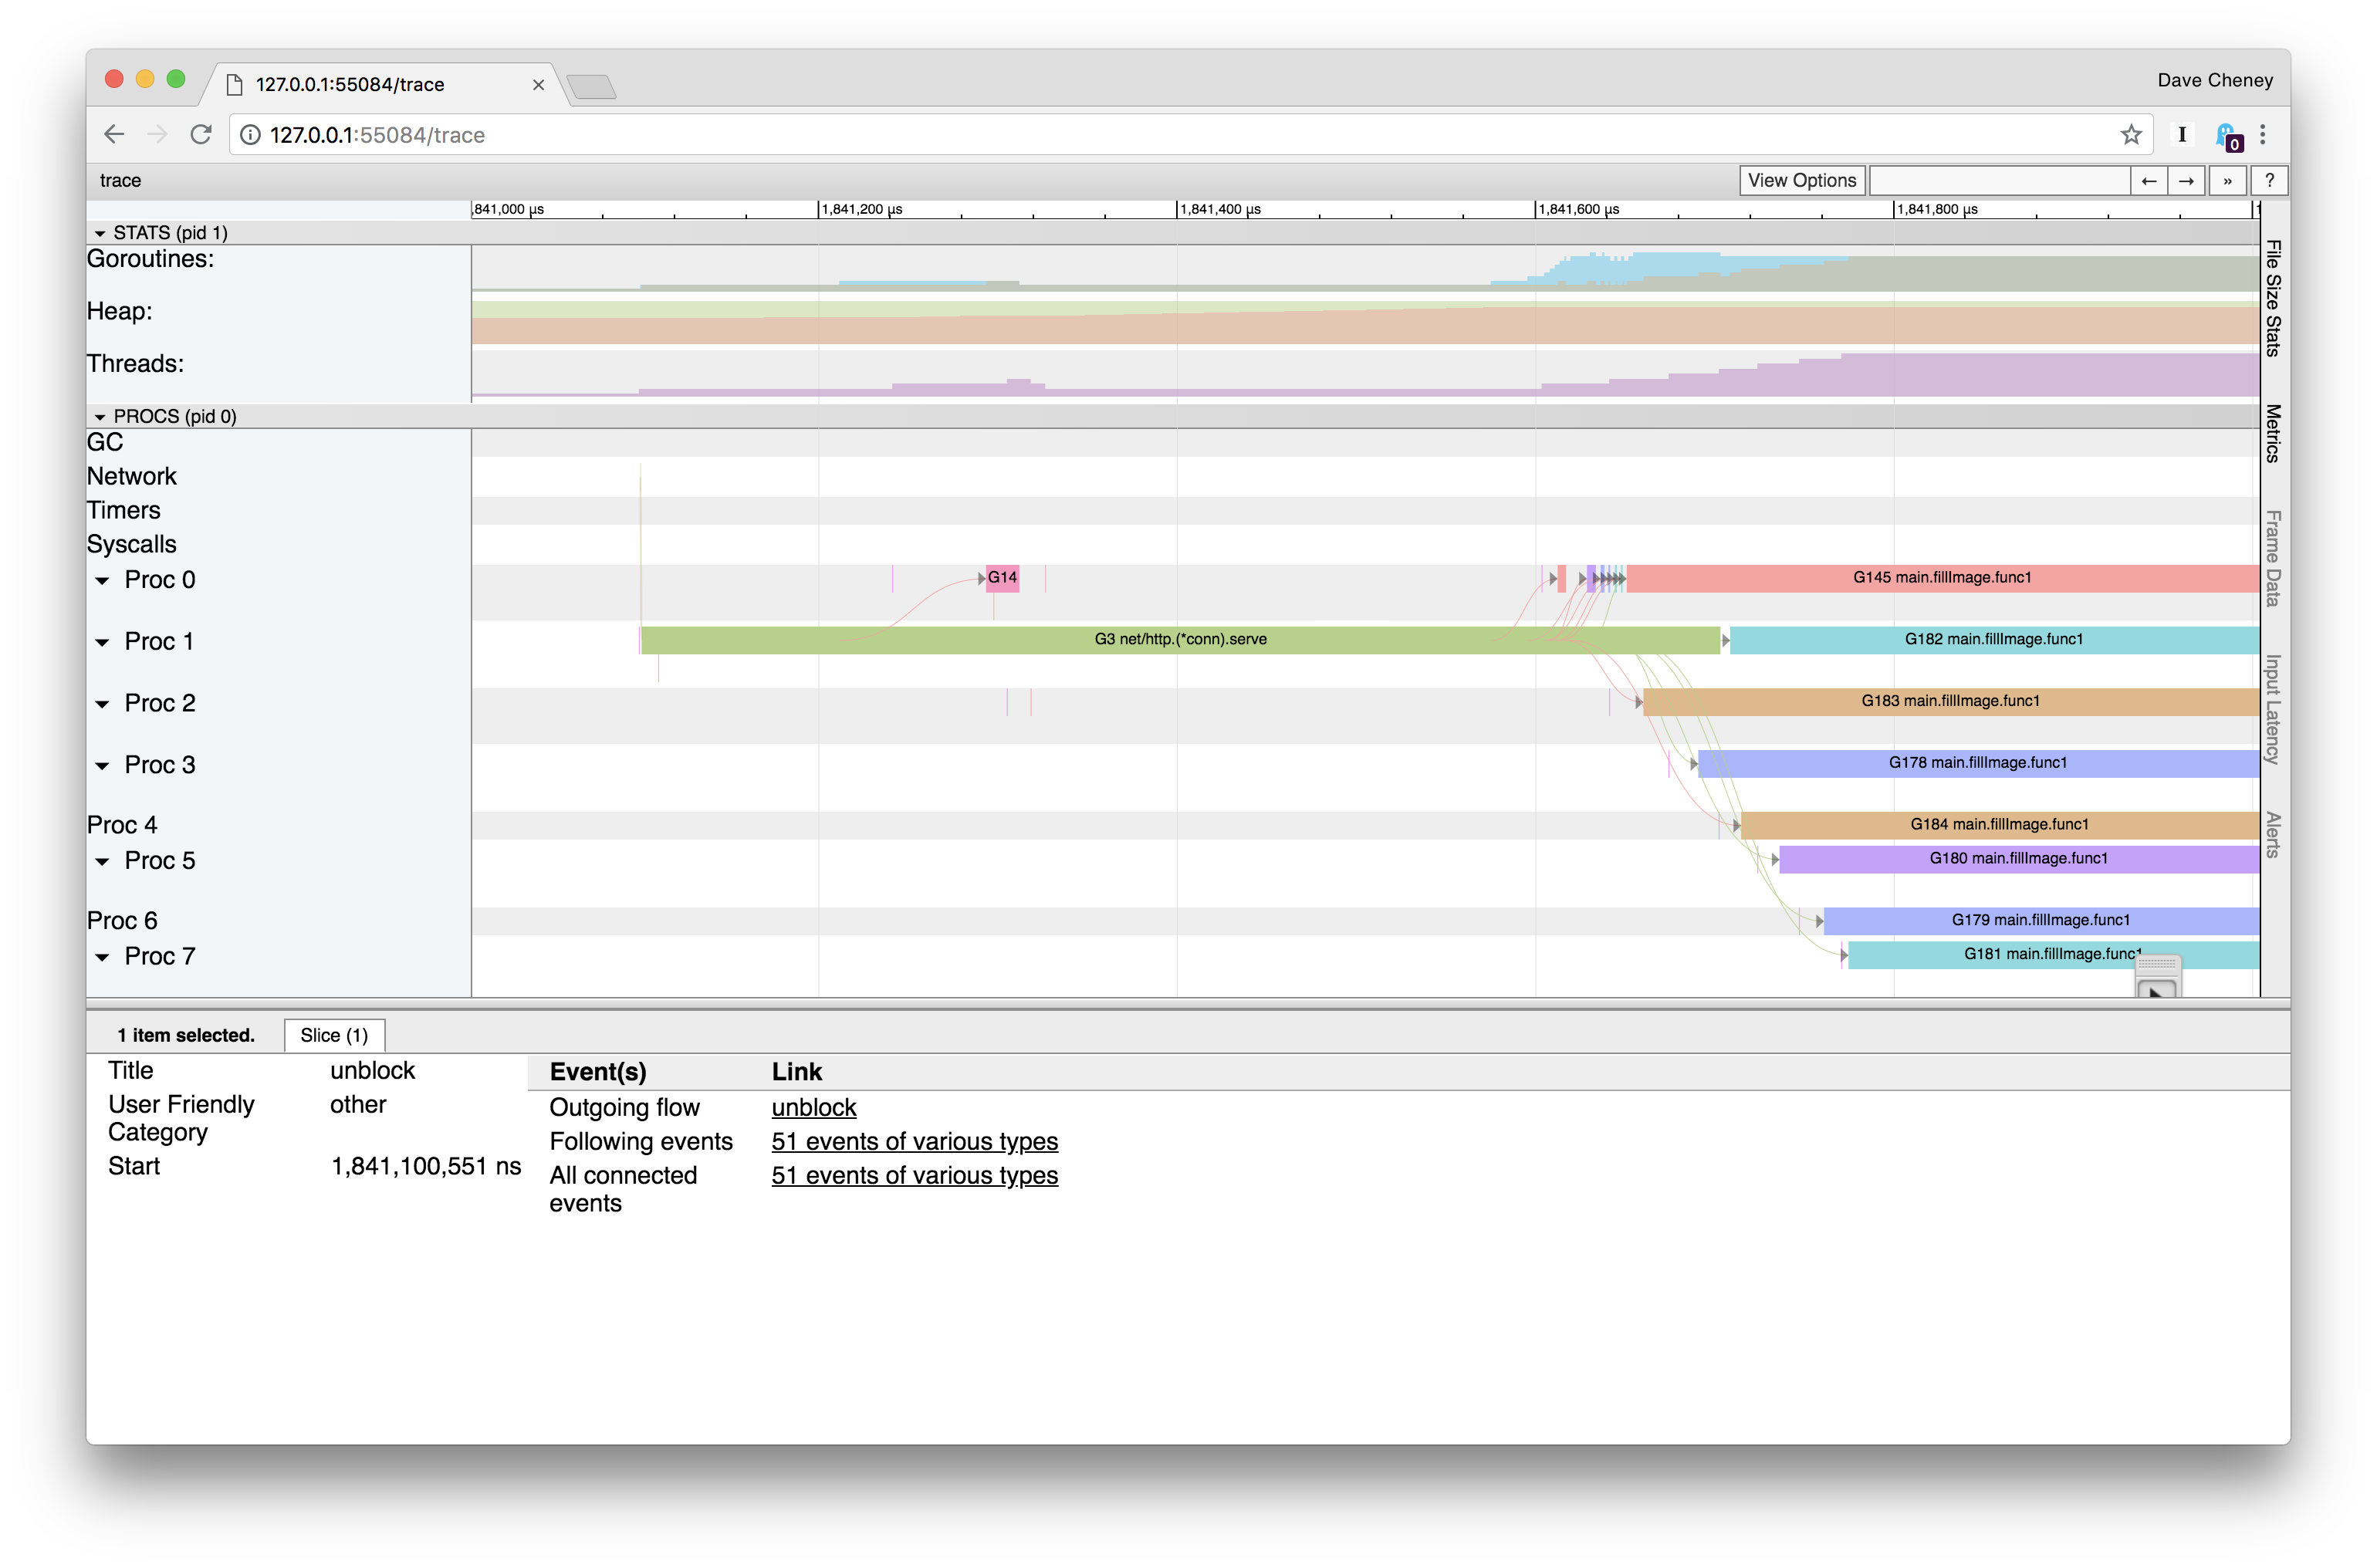 127.0.0.1:55084/trace
Dave Cheney
127.0.0.1:55084/trace
I
0
trace
View Options
← → » ?
,841,000 µs 1,841,200 µs 1,841,400 µs 1,841,600 µs 1,841,800 µs
STATS (pid 1)
Goroutines:
Heap:
Threads:
PROCS (pid 0)
GC
Network
Timers
Syscalls
Proc 0 G14 G145 main.fillImage.func1
Proc 1 G3 net/http.(*conn).serve G182 main.fillImage.func1
Proc 2 G183 main.fillImage.func1
Proc 3 G178 main.fillImage.func1
Proc 4 G184 main.fillImage.func1
Proc 5 G180 main.fillImage.func1
Proc 6 G179 main.fillImage.func1
Proc 7 G181 main.fillImage.func1
File Size Stats
Metrics
Frame Data
Input Latency
Alerts
1 item selected. Slice (1)
Title unblock
User Friendly Category other
Start 1,841,100,551 ns
Event(s) Link
Outgoing flow unblock
Following events 51 events of various types
All connected events 51 events of various types